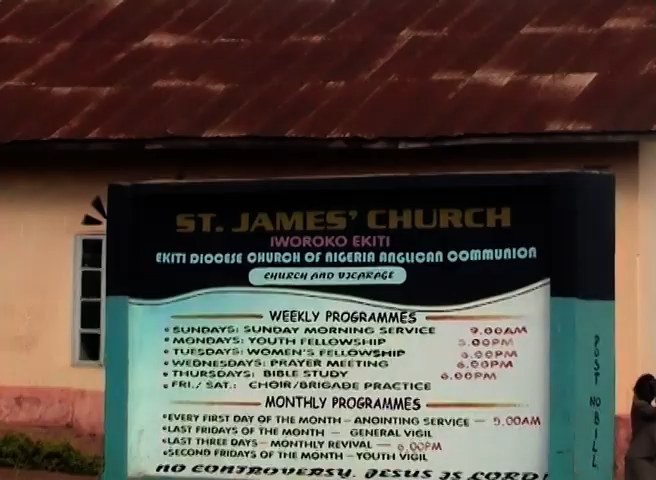 ST. JAMES' CHURCH
IWOROKO EKITI
EKITI DIOCESE CHURCH OF NIGERIA ANGLICAN COMMUNION
CHURCH AND VICARAGE
WEEKLY PROGRAMMES
SUNDAYS: SUNDAY MORNING SERVICE 9.00AM
MONDAYS: YOUTH FELLOWSHIP .00PM
TUESDAYS: WOMEN'S FELLOWSHIP 6.00PM
WEDNESDAYS: PRAYER MEETING 6.00PM
THURSDAYS: BIBLE STUDY 6.00PM
FRI./ SAT.: CHOIR/BRIGADE PRACTICE
MONTHLY PROGRAMMES
EVERY FIRST DAY OF THE MONTH - ANOINTING SERVICE - 5.00AM
LAST FRIDAYS OF THE MONTH - GENERAL VIGIL
LAST THREE DAYS - MONTHLY REVIVAL - 6.00PM
SECOND FRIDAYS OF THE MONTH - YOUTH VIGIL
NO CONTROVERSY. JESUS IS LORD!
POST NO BILL